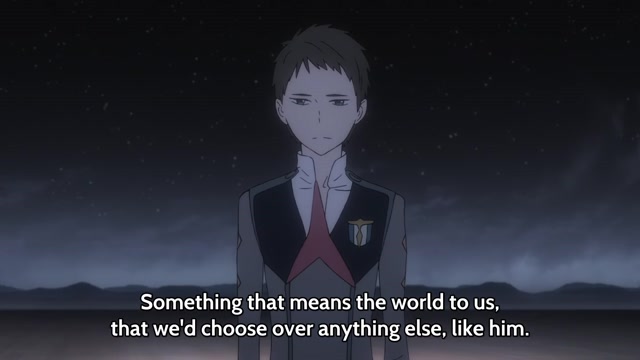 Something that means the world to us,
that we'd choose over anything else, like him.